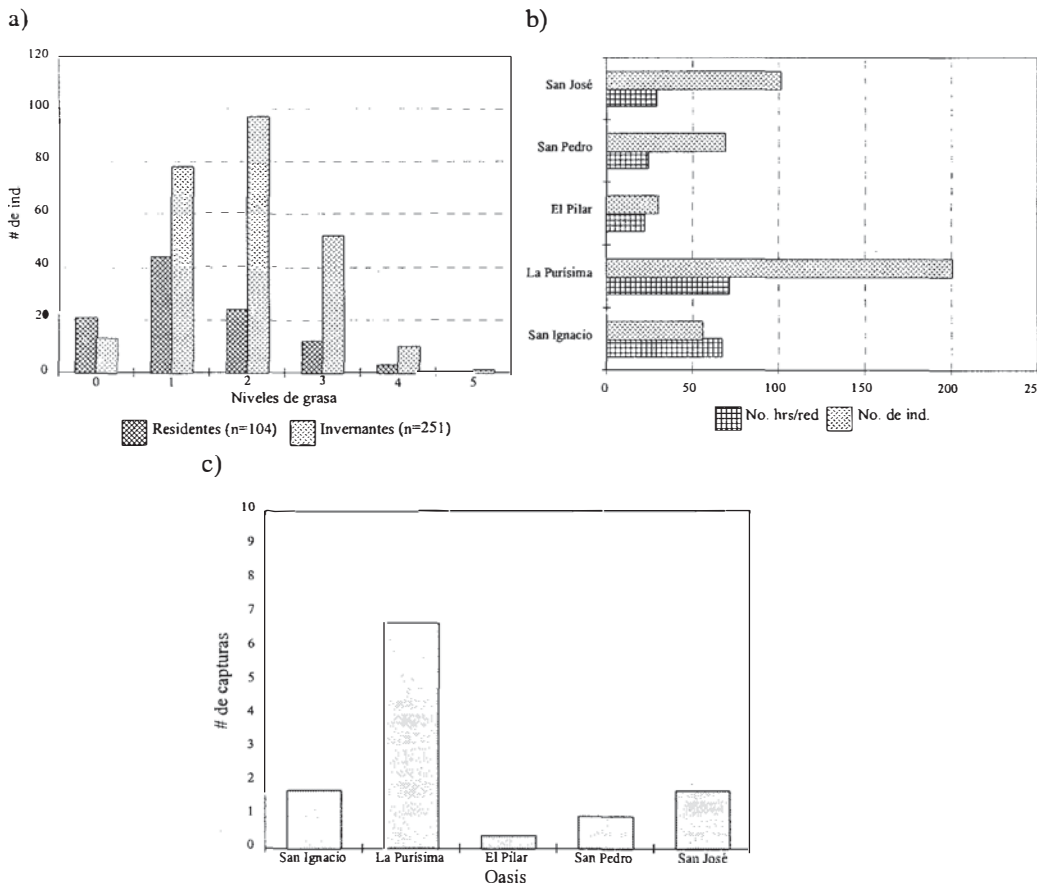 a)
120
100
80
60
40
20
0
# de ind
0 1 2 3 4 5
Niveles de grasa
Residentes (n=104) Invernantes (n=251)
b)
San José
San Pedro
El Pilar
La Purísima
San Ignacio
0 50 100 150 200 25
No. hrs/red No. de ind.
c)
10
9
8
7
6
5
4
3
2
1
0
# de capturas
San Ignacio La Purísima El Pilar San Pedro San José
Oasis